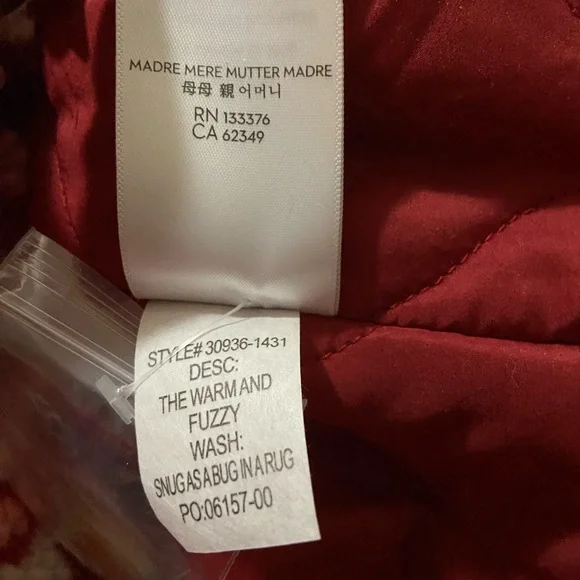 MADRE MERE MUTTER MADRE
母母 親 어머니
RN 133376
CA 62349
STYLE# 30936-1431
DESC:
THE WARM AND
FUZZY
WASH:
SNUG AS A BUG IN A RUG
PO:06157-00